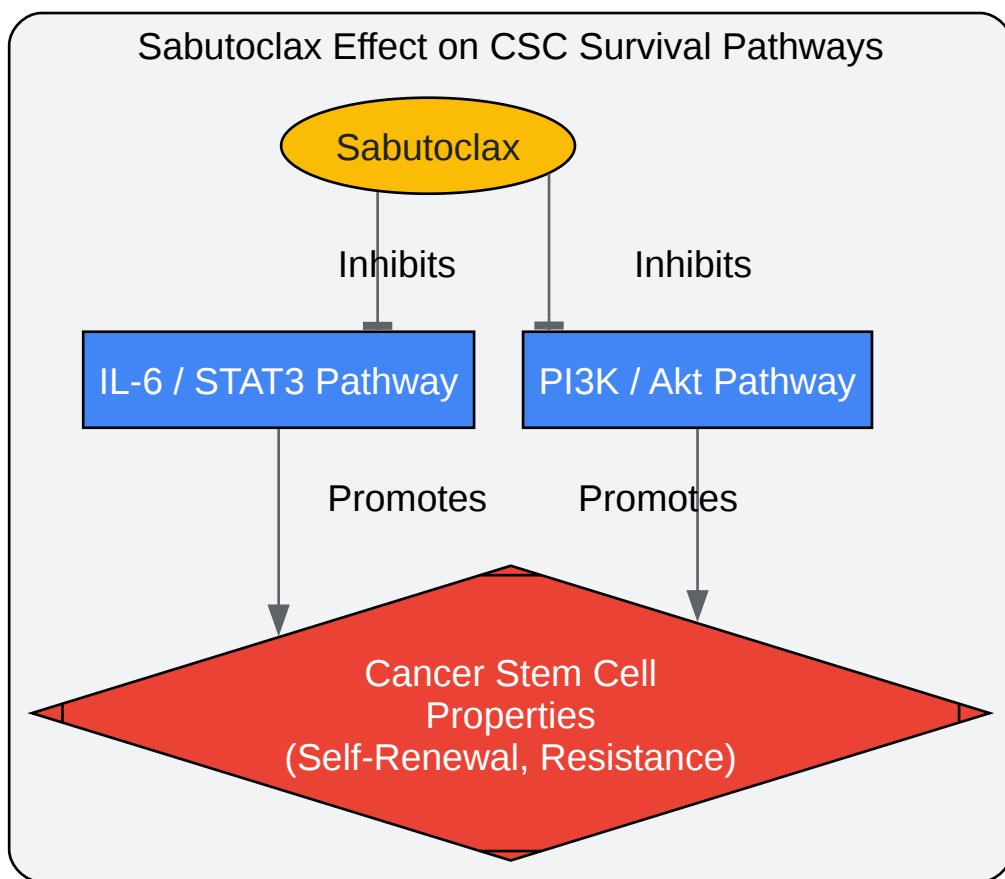 Sabutoclax Effect on CSC Survival Pathways
Sabutoclax
Inhibits
Inhibits
IL-6 / STAT3 Pathway
PI3K / Akt Pathway
Promotes
Promotes
Cancer Stem Cell
Properties
(Self-Renewal, Resistance)